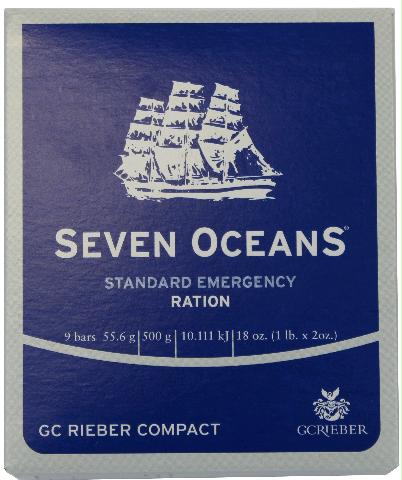 SEVEN OCEANS®
STANDARD EMERGENCY
RATION
9 bars 55.6 g | 500 g | 10.111 kJ | 18 oz. (1 lb. x 2oz.)
GC RIEBER COMPACT
GCRIEBER